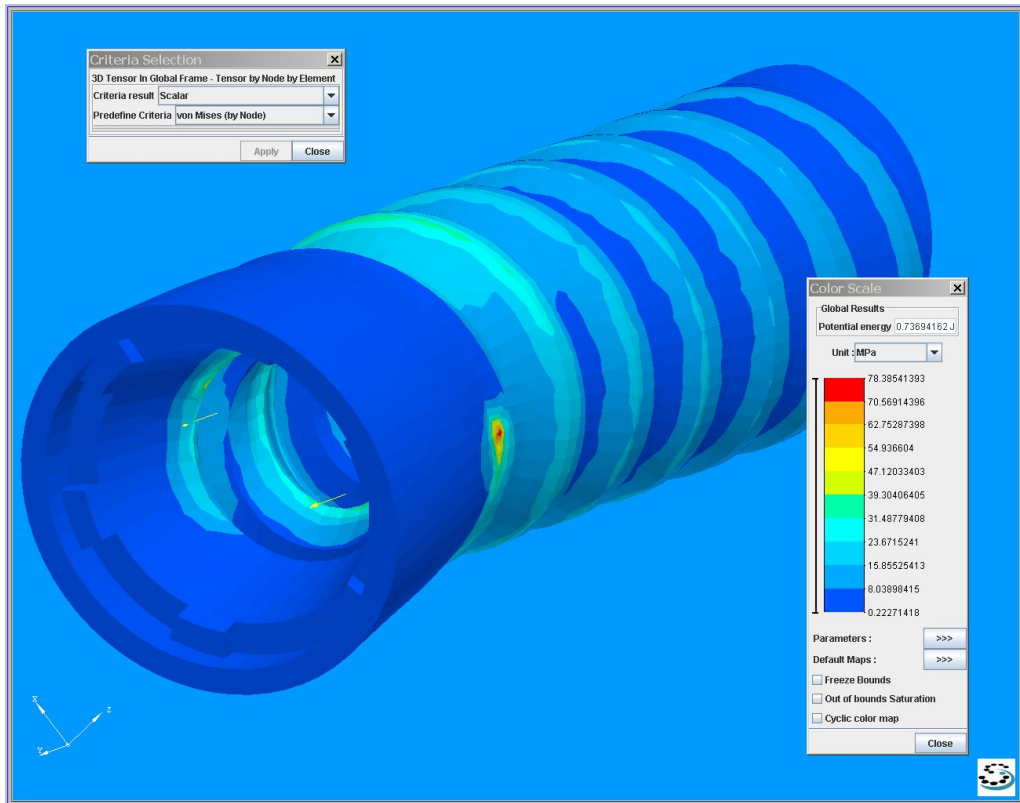 Criteria Selection
3D Tensor In Global Frame - Tensor by Node by Element
Criteria result Scalar
Predefine Criteria von Mises (by Node)
Apply Close
Color Scale
Global Results
Potential energy 0.73694162 J
Unit : MPa
78.38541393
70.56914396
62.75287398
54.936604
47.12033403
39.30406405
31.48779408
23.6715241
15.85525413
8.03898415
0.22271418
Parameters : >>>
Default Maps : >>>
Freeze Bounds
Out of bounds Saturation
Cyclic color map
Close
X
Z
Y